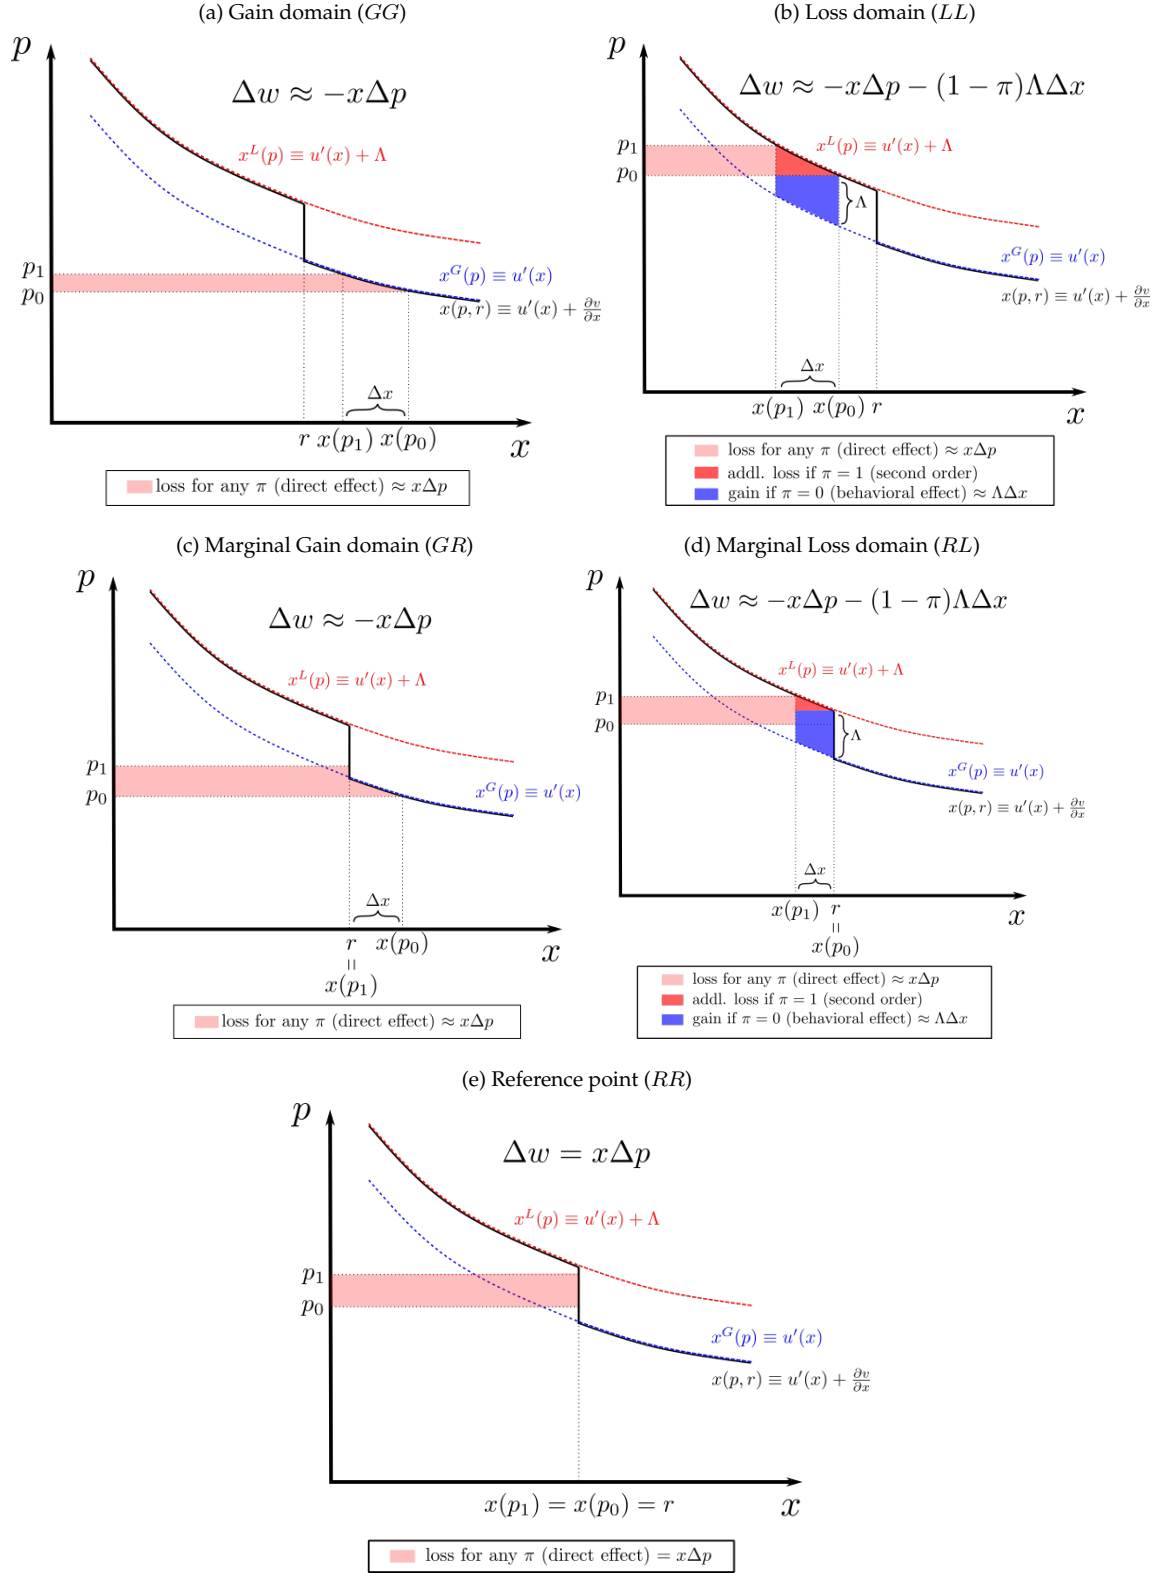 (a) Gain domain (GG)
p
Δw ≈ −xΔp
x^L(p) ≡ u′(x) + Λ
p₁
p₀
x^G(p) ≡ u′(x)
x(p, r) ≡ u′(x) + ∂v/∂x
Δx
r x(p₁) x(p₀)
x
loss for any π (direct effect) ≈ xΔp
(b) Loss domain (LL)
p
Δw ≈ −xΔp − (1 − π)ΛΔx
x^L(p) ≡ u′(x) + Λ
p₁
p₀
Λ
x^G(p) ≡ u′(x)
x(p, r) ≡ u′(x) + ∂v/∂x
Δx
x(p₁) x(p₀) r
x
loss for any π (direct effect) ≈ xΔp
addl. loss if π = 1 (second order)
gain if π = 0 (behavioral effect) ≈ ΛΔx
(c) Marginal Gain domain (GR)
p
Δw ≈ −xΔp
x^L(p) ≡ u′(x) + Λ
p₁
p₀
x^G(p) ≡ u′(x)
Δx
r x(p₀)
x
=
x(p₁)
loss for any π (direct effect) ≈ xΔp
(d) Marginal Loss domain (RL)
p
Δw ≈ −xΔp − (1 − π)ΛΔx
x^L(p) ≡ u′(x) + Λ
p₁
p₀
Λ
x^G(p) ≡ u′(x)
x(p, r) ≡ u′(x) + ∂v/∂x
Δx
x(p₁) r
x
=
x(p₀)
loss for any π (direct effect) ≈ xΔp
addl. loss if π = 1 (second order)
gain if π = 0 (behavioral effect) ≈ ΛΔx
(e) Reference point (RR)
p
Δw = xΔp
x^L(p) ≡ u′(x) + Λ
p₁
p₀
x^G(p) ≡ u′(x)
x(p, r) ≡ u′(x) + ∂v/∂x
x(p₁) = x(p₀) = r
x
loss for any π (direct effect) = xΔp